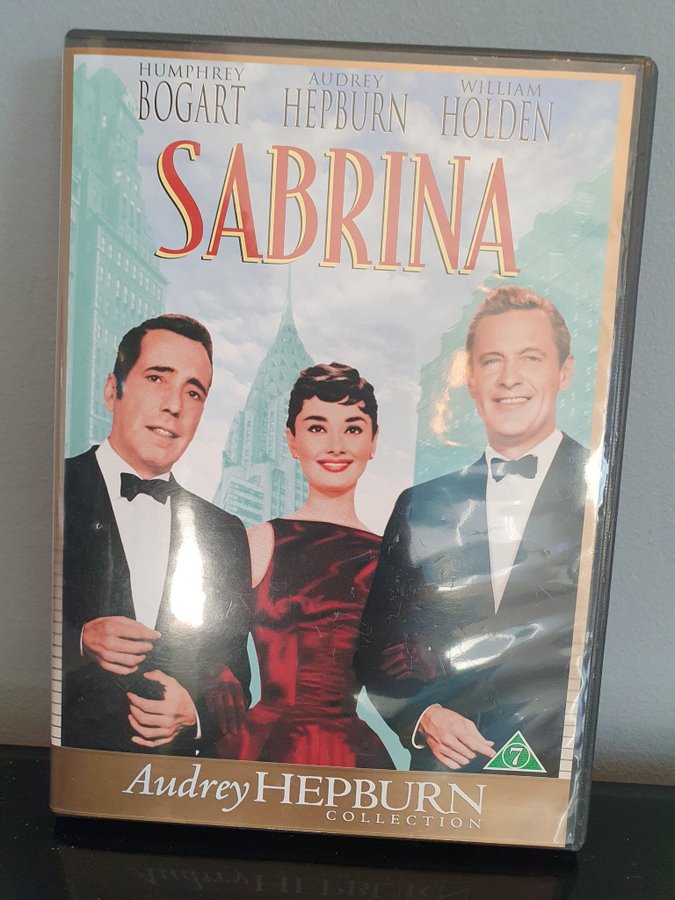 HUMPHREY BOGART
AUDREY HEPBURN
WILLIAM HOLDEN
SABRINA
7
Audrey HEPBURN
COLLECTION